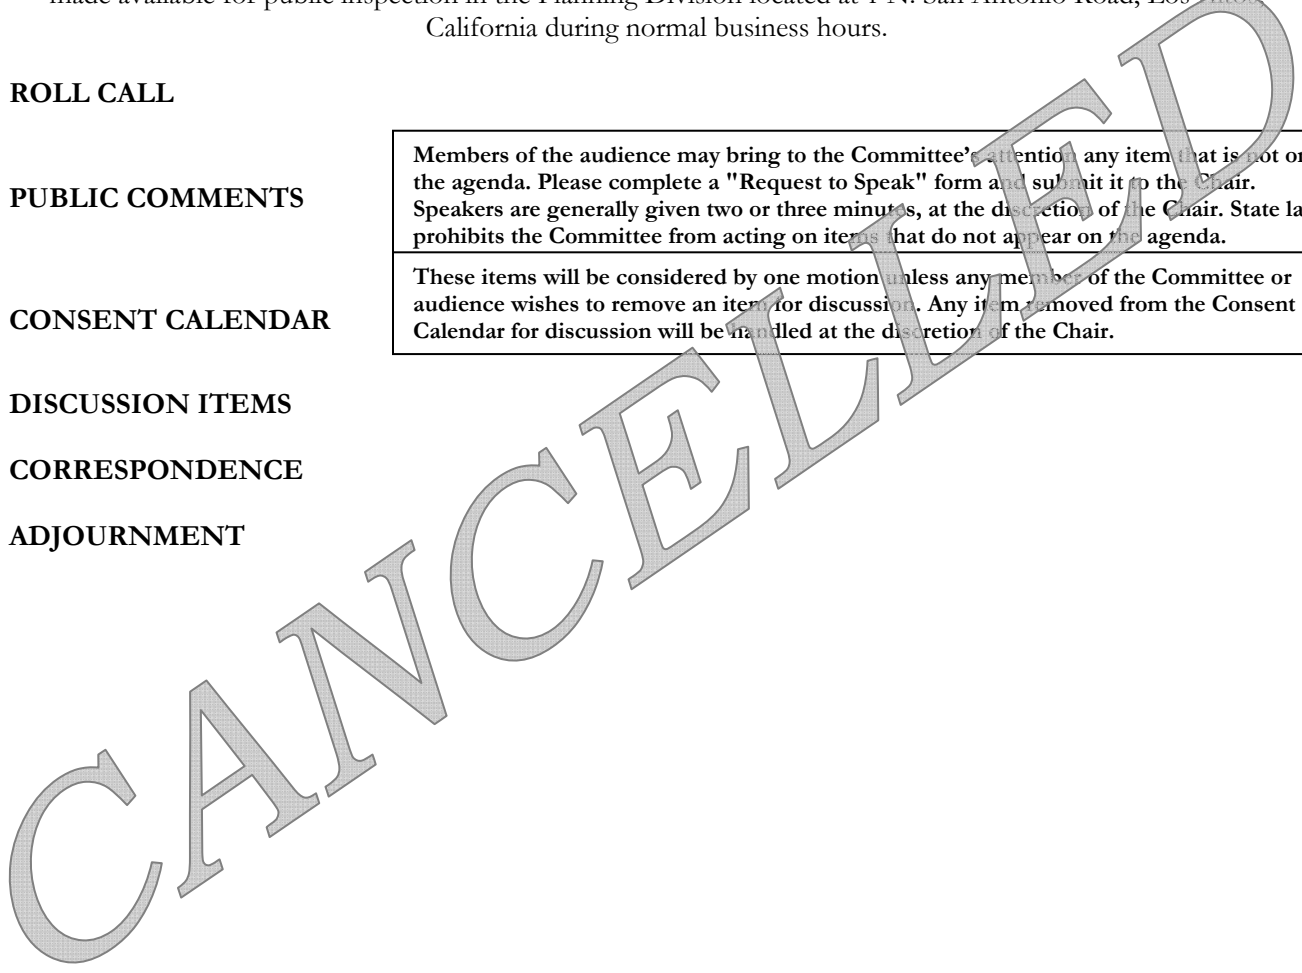 made available for public inspection in the Planning Division located at 1 N. San Antonio Road, Los Altos,
California during normal business hours.
ROLL CALL
PUBLIC COMMENTS
Members of the audience may bring to the Committee's attention any item that is not on
the agenda. Please complete a "Request to Speak" form and submit it to the Chair.
Speakers are generally given two or three minutes, at the discretion of the Chair. State la
prohibits the Committee from acting on items that do not appear on the agenda.
CONSENT CALENDAR
These items will be considered by one motion unless any member of the Committee or
audience wishes to remove an item for discussion. Any item removed from the Consent
Calendar for discussion will be handled at the discretion of the Chair.
DISCUSSION ITEMS
CORRESPONDENCE
ADJOURNMENT
CANCELLED